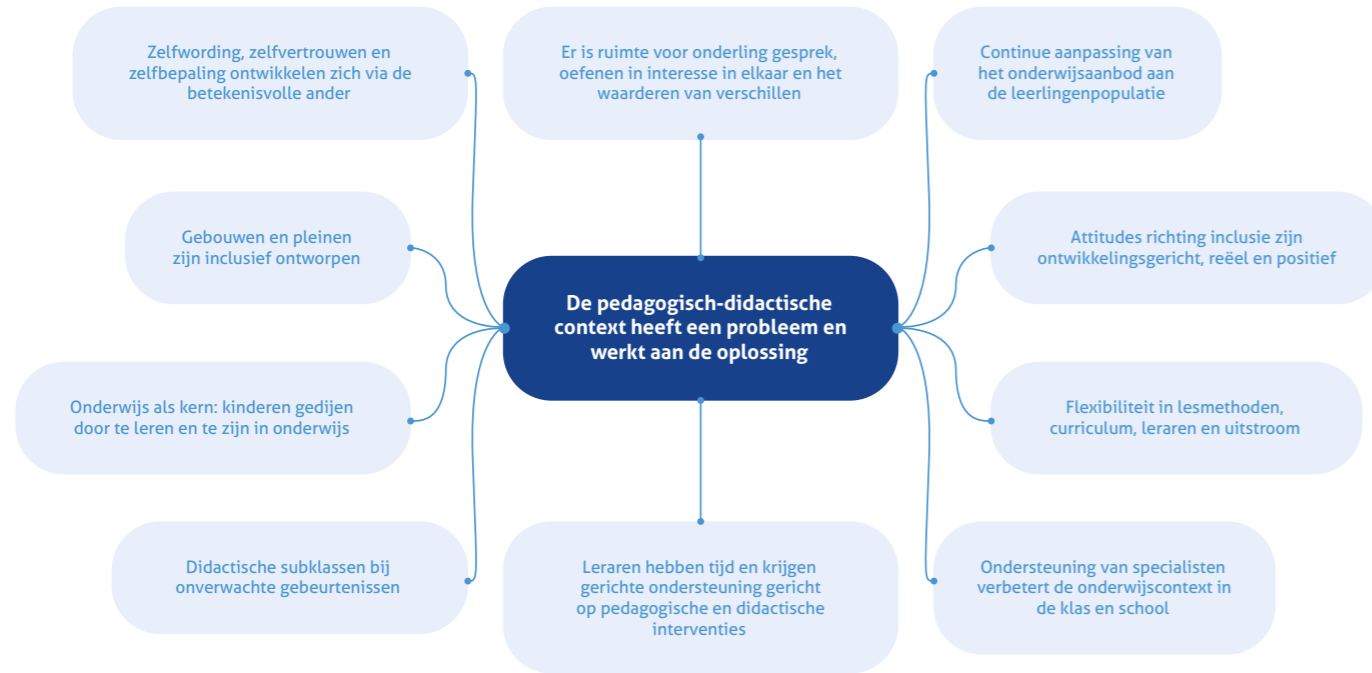 Zelfwording, zelfvertrouwen en
zelfbepaling ontwikkelen zich via de
betekenisvolle ander
Er is ruimte voor onderling gesprek,
oefenen in interesse in elkaar en het
waarderen van verschillen
Continue aanpassing van
het onderwijsaanbod aan
de leerlingenpopulatie
Gebouwen en pleinen
zijn inclusief ontworpen
Attitudes richting inclusie zijn
ontwikkelingsgericht, reëel en positief
De pedagogisch-didactische
context heeft een probleem en
werkt aan de oplossing
Onderwijs als kern: kinderen gedijen
door te leren en te zijn in onderwijs
Flexibiliteit in lesmethoden,
curriculum, leraren en uitstroom
Didactische subklassen bij
onverwachte gebeurtenissen
Leraren hebben tijd en krijgen
gerichte ondersteuning gericht
op pedagogische en didactische
interventies
Ondersteuning van specialisten
verbetert de onderwijscontext in
de klas en school